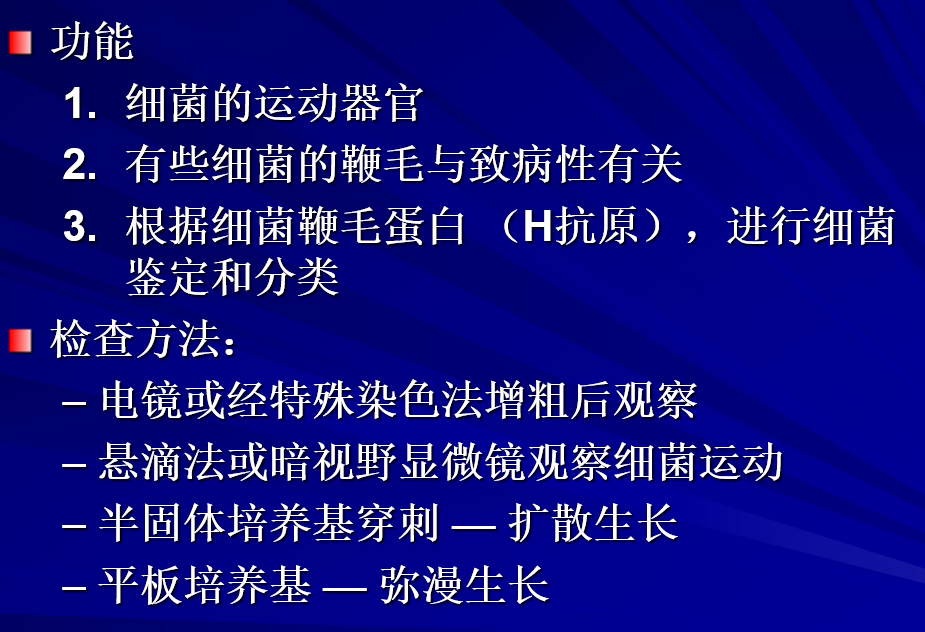 功能
1. 细菌的运动器官
2. 有些细菌的鞭毛与致病性有关
3. 根据细菌鞭毛蛋白 （H抗原），进行细菌
鉴定和分类
检查方法：
– 电镜或经特殊染色法增粗后观察
– 悬滴法或暗视野显微镜观察细菌运动
– 半固体培养基穿刺 — 扩散生长
– 平板培养基 — 弥漫生长